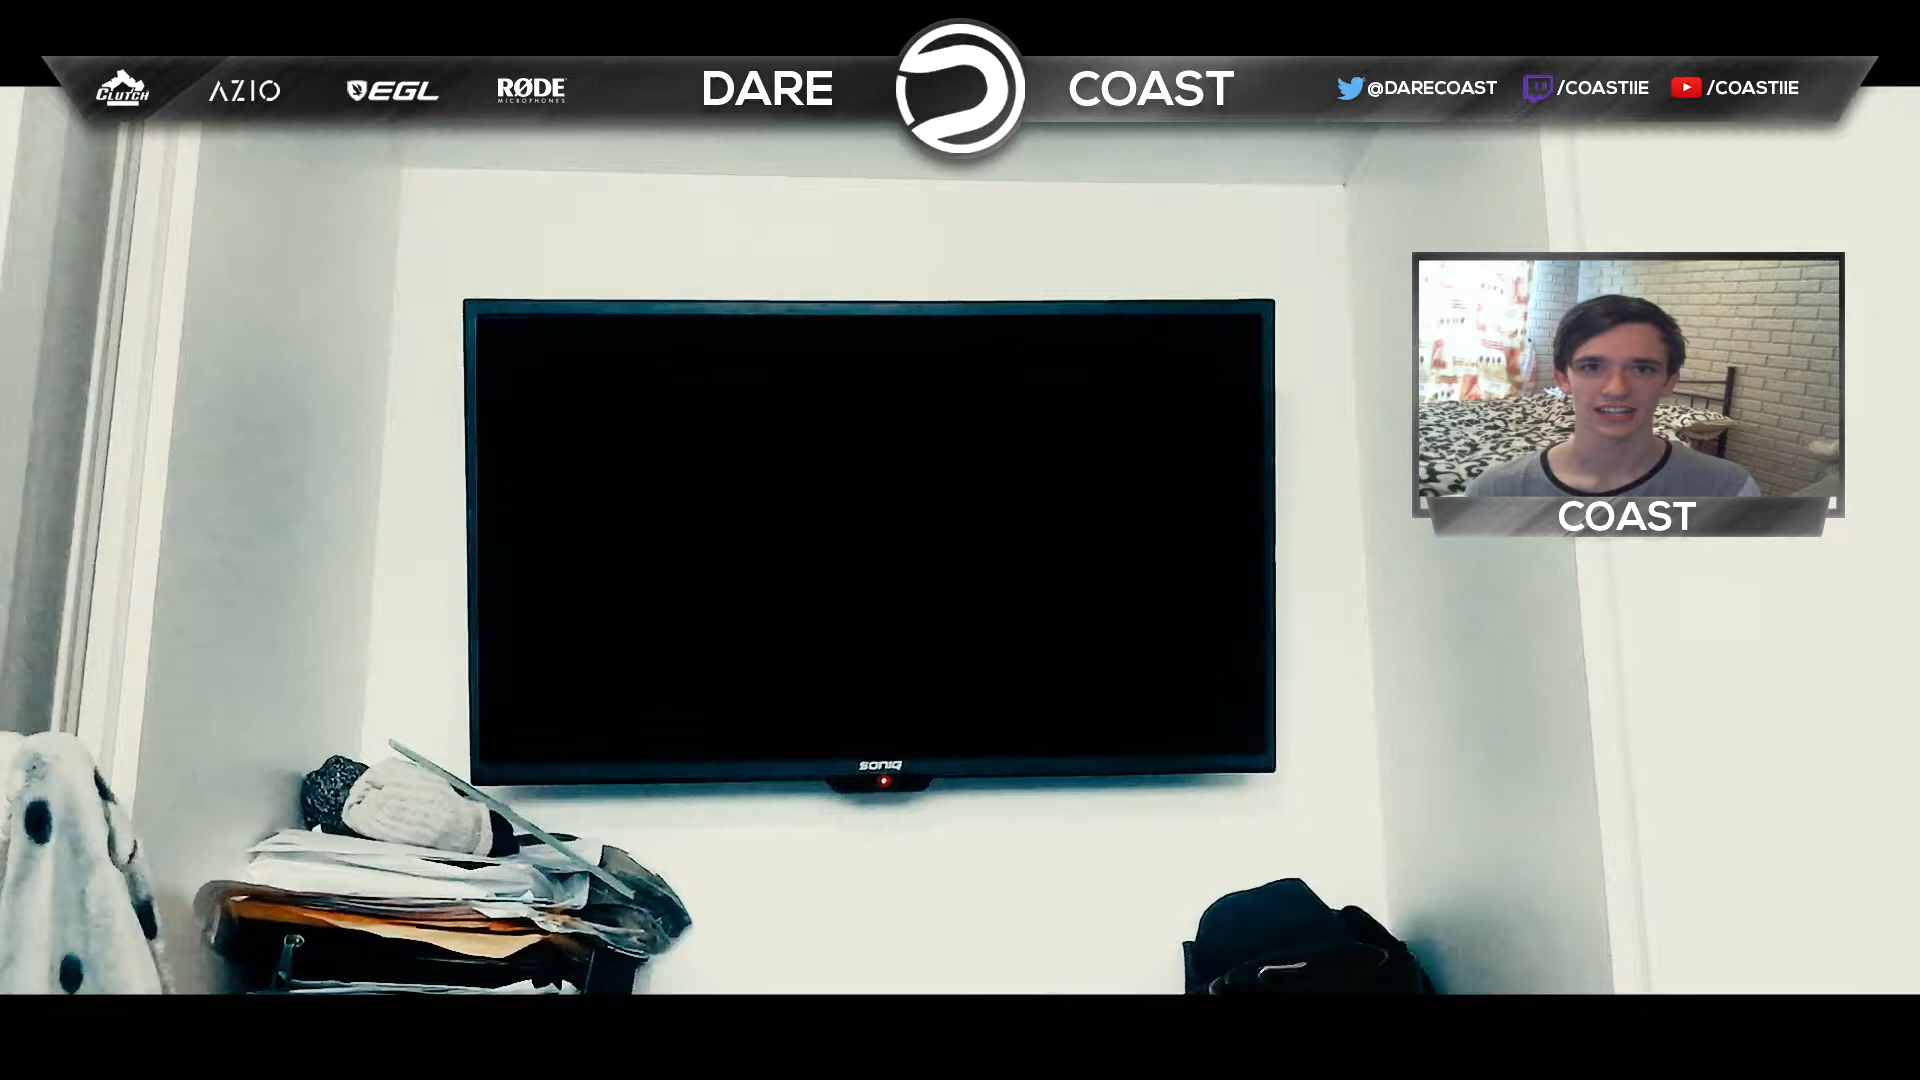 CLUTCH
AZIO
EGL
RØDE
MICROPHONES
DARE
COAST
@DARECOAST
/COASTIIE
/COASTIIE
COAST
SONIQ